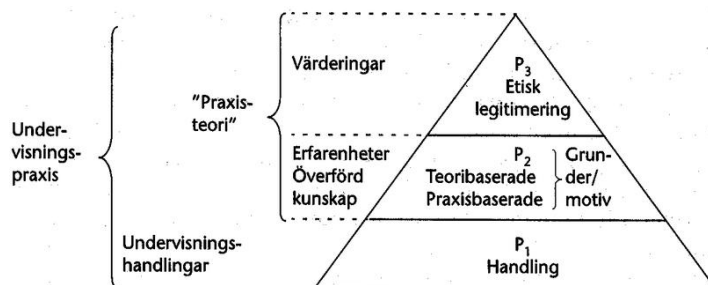 Under-
visnings-
praxis
"Praxis-
teori"
Värderingar
Erfarenheter
Överförd
kunskap
Undervisnings-
handlingar
P3
Etisk
legitimering
P2
Teoribaserade
Praxisbaserade
Grun-
der/
motiv
P1
Handling